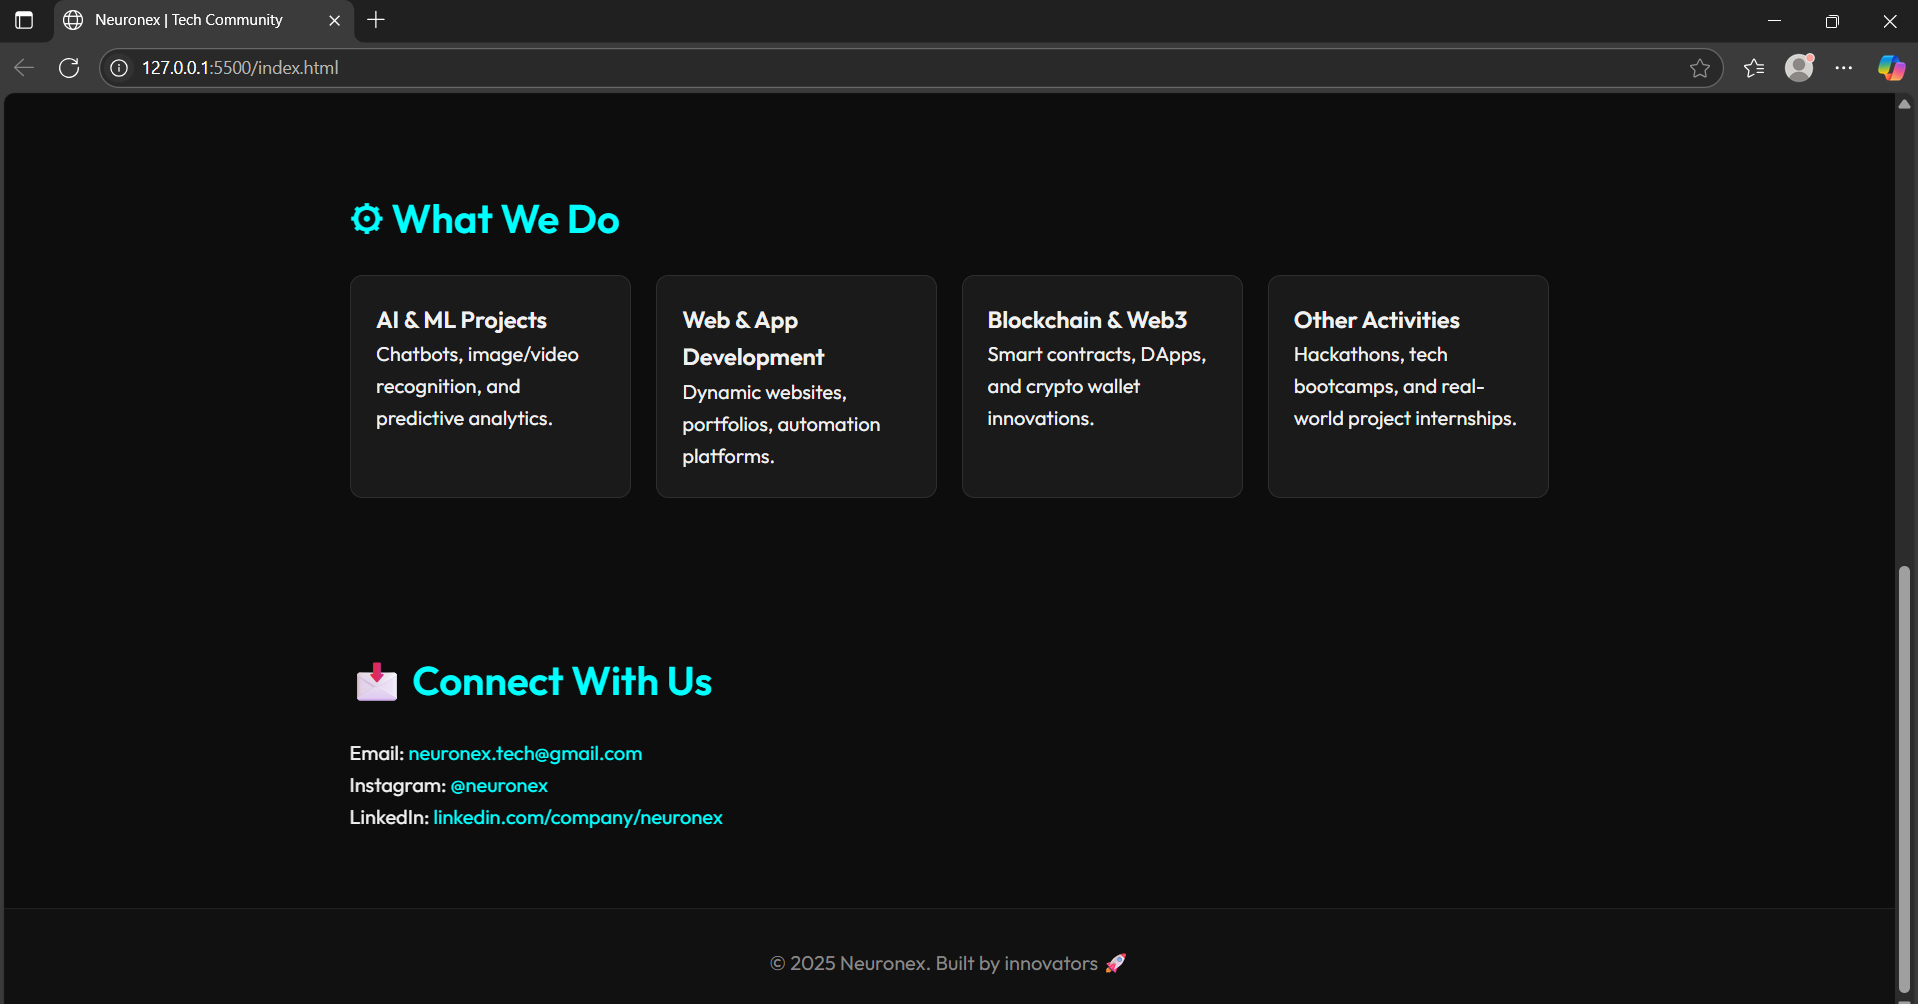 Neuronex | Tech Community
127.0.0.1:5500/index.html
⚙ What We Do
AI & ML Projects
Chatbots, image/video
recognition, and
predictive analytics.
Web & App
Development
Dynamic websites,
portfolios, automation
platforms.
Blockchain & Web3
Smart contracts, DApps,
and crypto wallet
innovations.
Other Activities
Hackathons, tech
bootcamps, and real-
world project internships.
📩 Connect With Us
Email: neuronex.tech@gmail.com
Instagram: @neuronex
LinkedIn: linkedin.com/company/neuronex
© 2025 Neuronex. Built by innovators 🚀